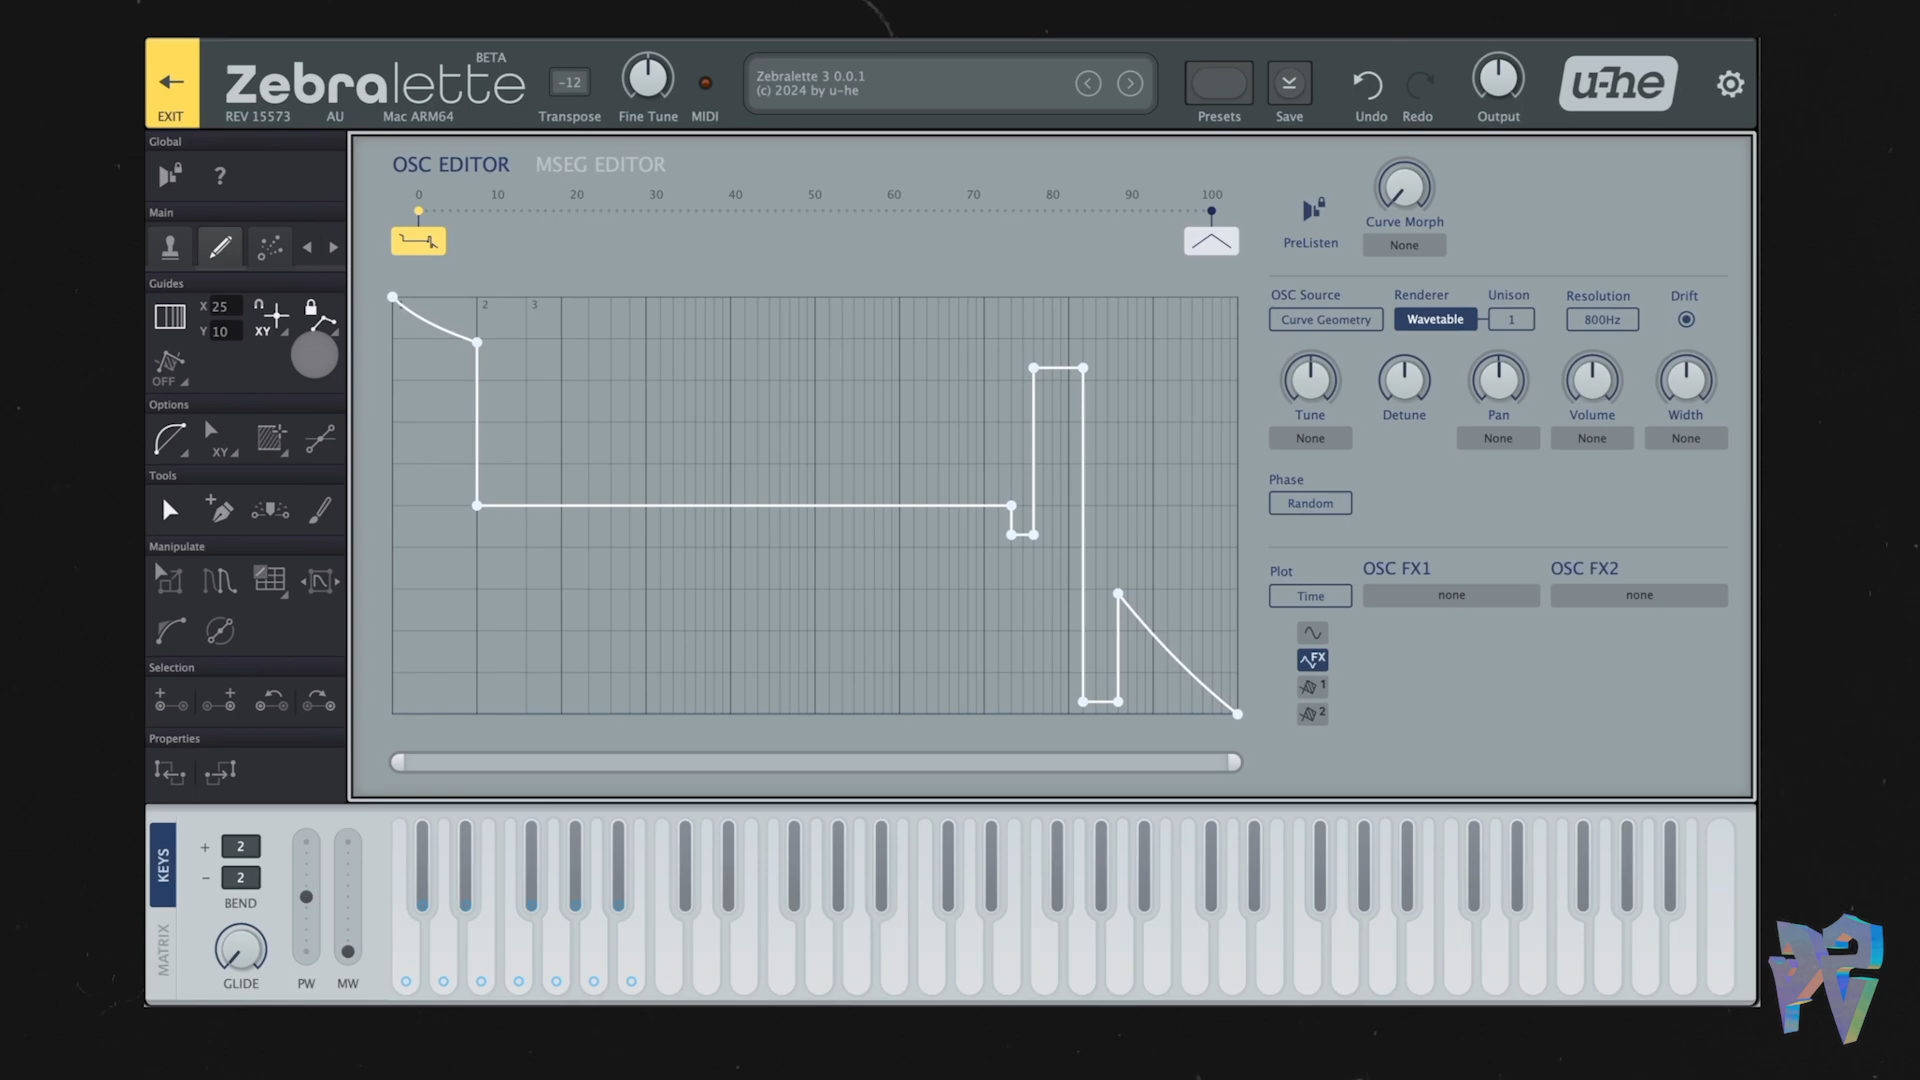 EXIT
Zebralette
BETA
REV 15573 AU Mac ARM64
-12
Transpose
Fine Tune
MIDI
Zebralette 3 0.0.1
(c) 2024 by u-he
Presets
Save
Undo
Redo
Output
u-he
Global
?
Main
Guides
X 25
Y 10
XY
OFF
Options
XY
Tools
Manipulate
Selection
Properties
OSC EDITOR MSEG EDITOR
0 10 20 30 40 50 60 70 80 90 100
2 3
PreListen
Curve Morph
None
OSC Source
Curve Geometry
Renderer
Wavetable
Unison
1
Resolution
800Hz
Drift
Tune
None
Detune
Pan
None
Volume
None
Width
None
Phase
Random
Plot
Time
FX
1
2
OSC FX1
none
OSC FX2
none
KEYS
MATRIX
+ 2
- 2
BEND
GLIDE
PW
MW